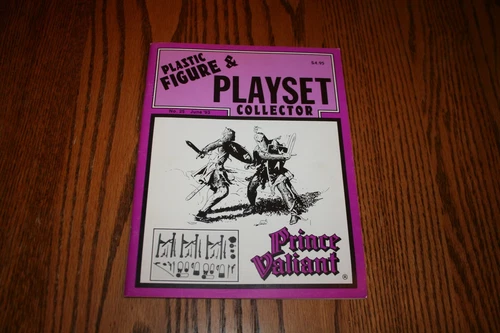 PLASTIC
FIGURE &
$4.95
PLAYSET
COLLECTOR
Prince
Valiant
®